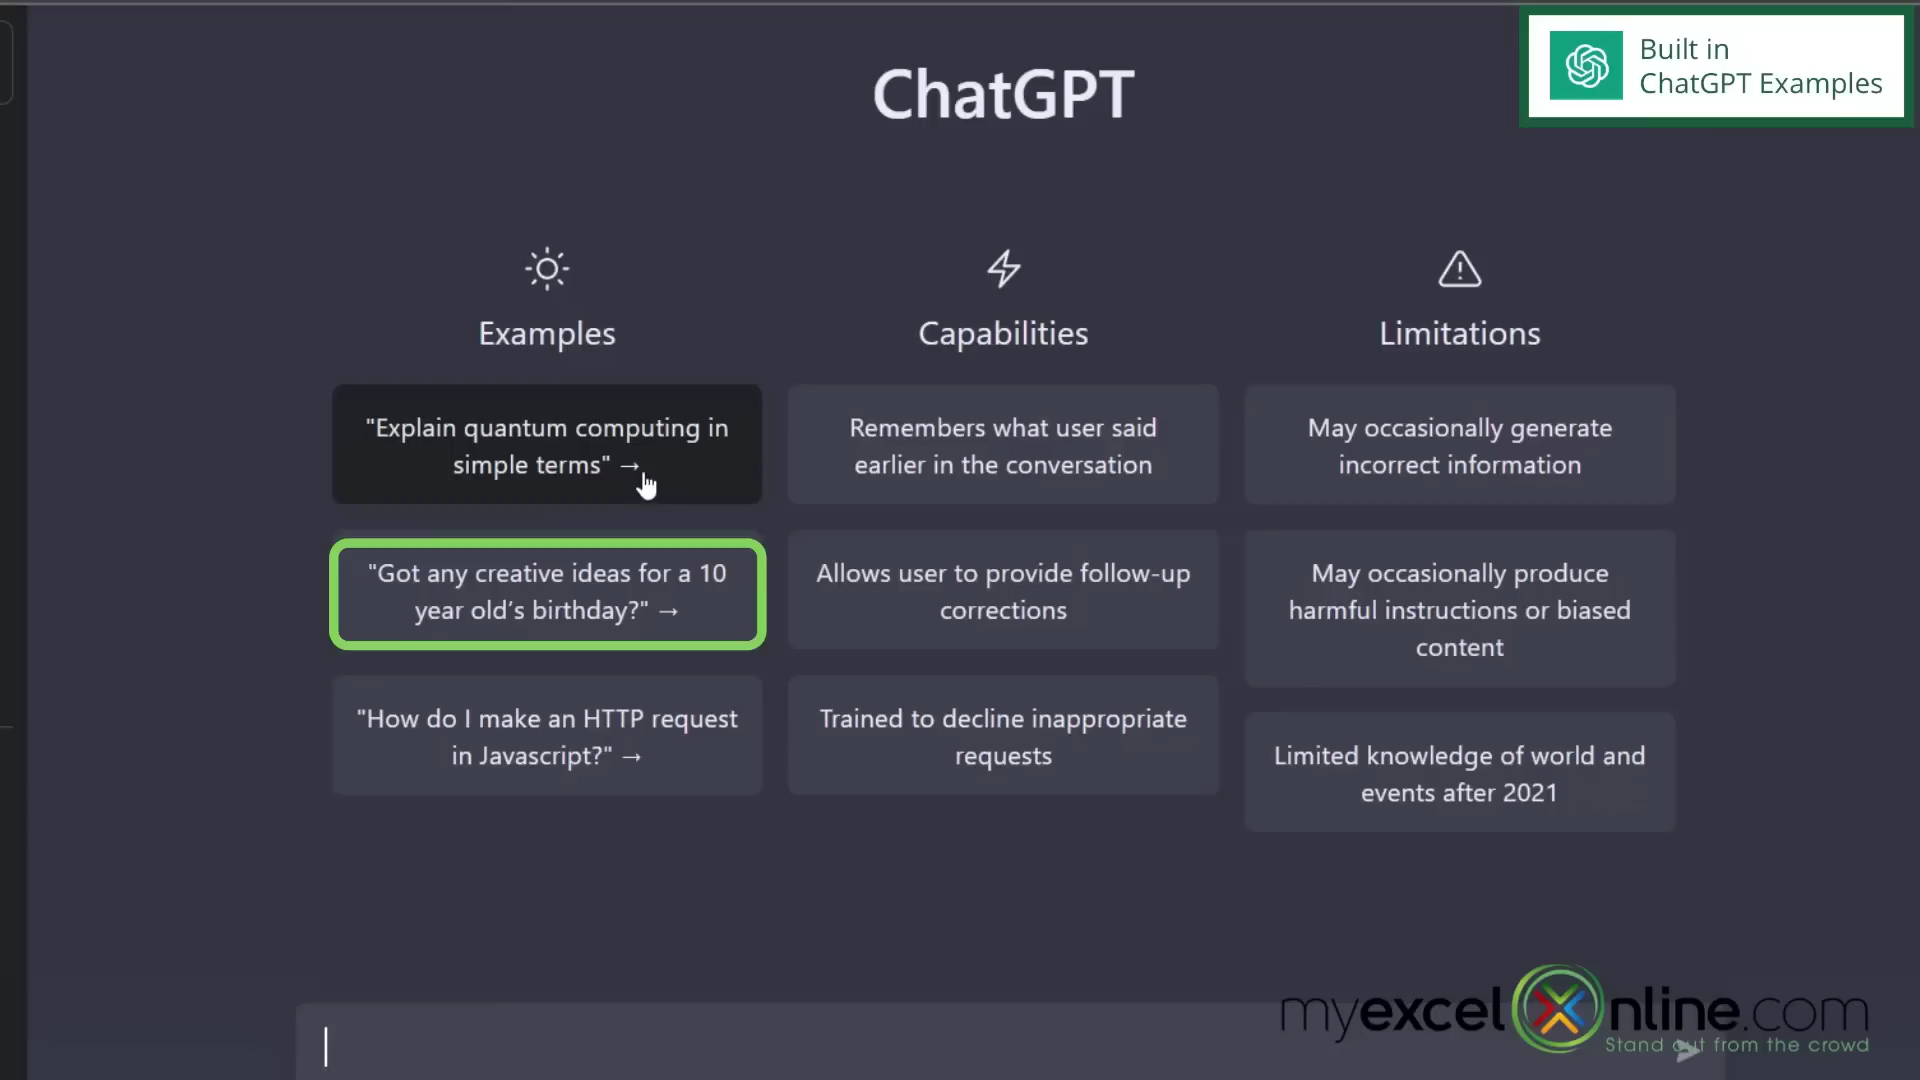 ChatGPT
Built in
ChatGPT Examples
Examples
"Explain quantum computing in
simple terms" →
"Got any creative ideas for a 10
year old’s birthday?" →
"How do I make an HTTP request
in Javascript?" →
Capabilities
Remembers what user said
earlier in the conversation
Allows user to provide follow-up
corrections
Trained to decline inappropriate
requests
Limitations
May occasionally generate
incorrect information
May occasionally produce
harmful instructions or biased
content
Limited knowledge of world and
events after 2021
myexcelOnline.com
Stand out from the crowd